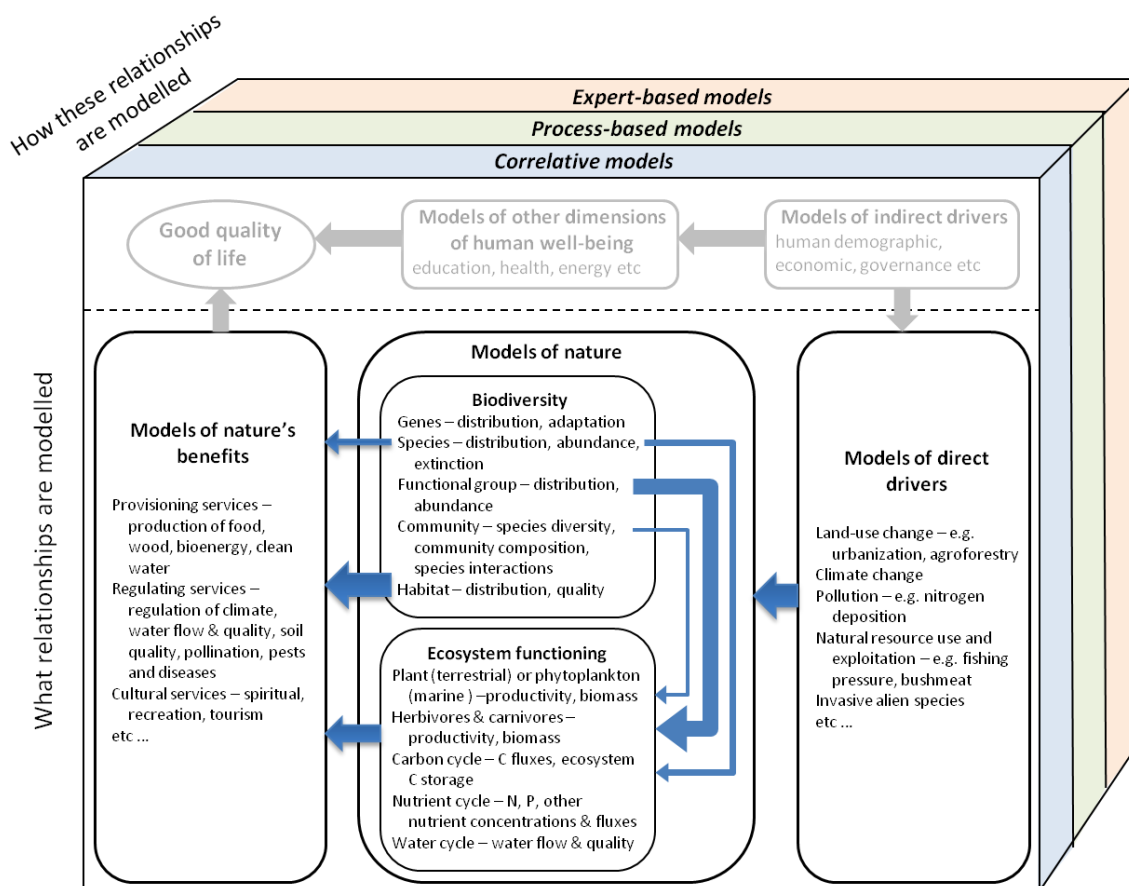 How these relationships
are modelled
Expert-based models
Process-based models
Correlative models
Good quality
of life
Models of other dimensions
of human well-being
education, health, energy etc
Models of indirect drivers
human demographic,
economic, governance etc
What relationships are modelled
Models of nature's
benefits
Provisioning services –
production of food,
wood, bioenergy, clean
water
Regulating services –
regulation of climate,
water flow & quality, soil
quality, pollination, pests
and diseases
Cultural services – spiritual,
recreation, tourism
etc ...
Models of nature
Biodiversity
Genes – distribution, adaptation
Species – distribution, abundance,
extinction
Functional group – distribution,
abundance
Community – species diversity,
community composition,
species interactions
Habitat – distribution, quality
Ecosystem functioning
Plant (terrestrial) or phytoplankton
(marine ) –productivity, biomass
Herbivores & carnivores –
productivity, biomass
Carbon cycle – C fluxes, ecosystem
C storage
Nutrient cycle – N, P, other
nutrient concentrations & fluxes
Water cycle – water flow & quality
Models of direct
drivers
Land-use change – e.g.
urbanization, agroforestry
Climate change
Pollution – e.g. nitrogen
deposition
Natural resource use and
exploitation – e.g. fishing
pressure, bushmeat
Invasive alien species
etc ...